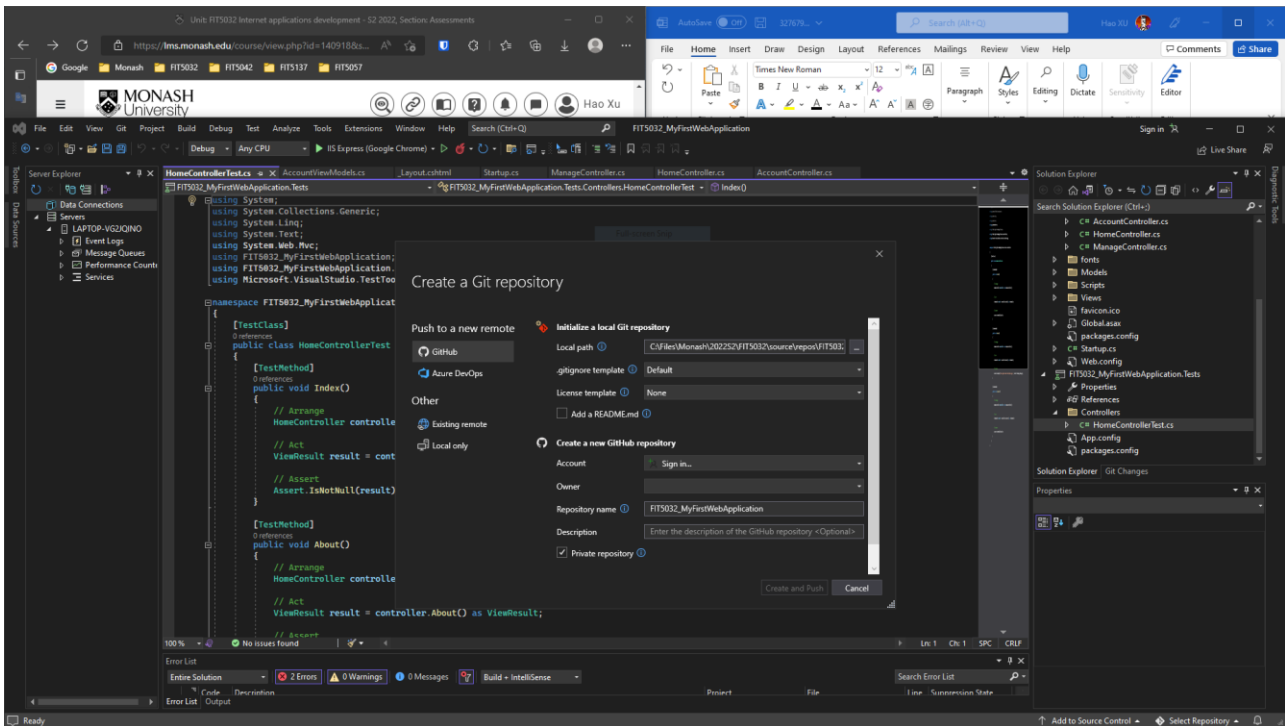 Unit: FIT5032 Internet applications development - S2 2022, Section: Assessments
https://lms.monash.edu/course/view.php?id=140918&s...
Google Monash FIT5032 FIT5042 FIT5137 FIT5057
MONASH
University
Hao Xu
AutoSave Off 327679... Search (Alt+Q) Hao XU
File Home Insert Draw Design Layout References Mailings Review View Help Comments Share
Times New Roman 12
Paste Paragraph Styles Editing Dictate Sensitivity Editor
File Edit View Git Project Build Debug Test Analyze Tools Extensions Window Help Search (Ctrl+Q) FIT5032_MyFirstWebApplication Sign in
Debug Any CPU IIS Express (Google Chrome) Live Share
Toolbox
Data Sources
Server Explorer
Data Connections
Servers
LAPTOP-VG2JQINO
Event Logs
Message Queues
Performance Counte
Services
HomeControllerTest.cs AccountViewModels.cs _Layout.cshtml Startup.cs ManageController.cs HomeController.cs AccountController.cs
FIT5032_MyFirstWebApplication.Tests FIT5032_MyFirstWebApplication.Tests.Controllers.HomeControllerTest Index()
using System;
using System.Collections.Generic;
using System.Linq;
using System.Text;
using System.Web.Mvc;
using FIT5032_MyFirstWebApplication;
using FIT5032_MyFirstWebApplication.
using Microsoft.VisualStudio.TestToo
namespace FIT5032_MyFirstWebApplicat
{
[TestClass]
0 references
public class HomeControllerTest
{
[TestMethod]
0 references
public void Index()
{
// Arrange
HomeController controlle
// Act
ViewResult result = cont
// Assert
Assert.IsNotNull(result)
}
[TestMethod]
0 references
public void About()
{
// Arrange
HomeController controlle
// Act
ViewResult result = controller.About() as ViewResult;
// Assert
100 % No issues found Ln: 1 Ch: 1 SPC CRLF
Create a Git repository
Push to a new remote
GitHub
Azure DevOps
Other
Existing remote
Local only
Initialize a local Git repository
Local path C:\Files\Monash\2022S2\FIT5032\source\repos\FIT503: ...
.gitignore template Default
License template None
Add a README.md
Create a new GitHub repository
Account Sign in...
Owner
Repository name FIT5032_MyFirstWebApplication
Description Enter the description of the GitHub repository <Optional>
Private repository
Create and Push Cancel
Solution Explorer
Search Solution Explorer (Ctrl+;)
C# AccountController.cs
C# HomeController.cs
C# ManageController.cs
fonts
Models
Scripts
Views
favicon.ico
Global.asax
packages.config
C# Startup.cs
Web.config
FIT5032_MyFirstWebApplication.Tests
Properties
References
Controllers
C# HomeControllerTest.cs
App.config
packages.config
Solution Explorer Git Changes
Properties
Diagnostic Tools
Error List
Entire Solution 2 Errors 0 Warnings 0 Messages Build + IntelliSense Search Error List
Code Description Project File Line Suppression State
Error List Output
Ready Add to Source Control Select Repository